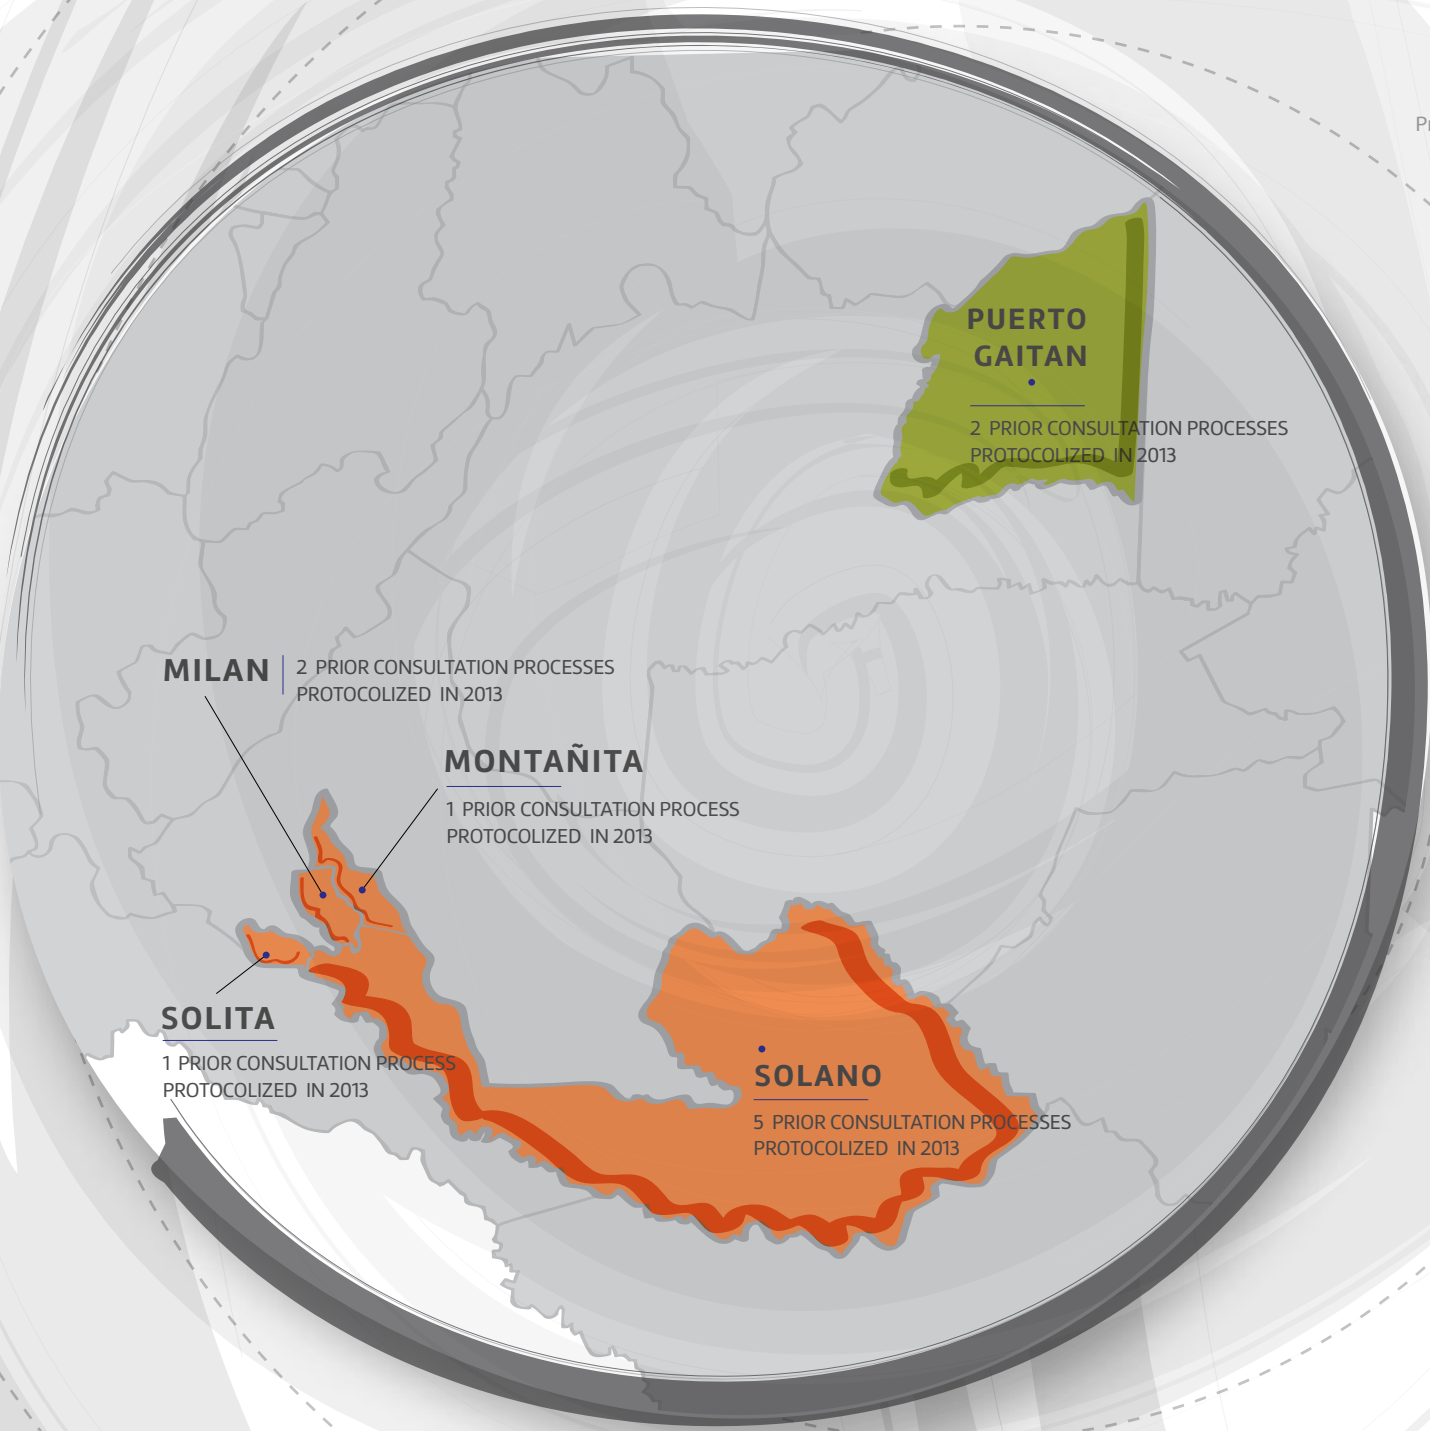 PUERTO
GAITAN
2 PRIOR CONSULTATION PROCESSES
PROTOCOLIZED IN 2013
MILAN
2 PRIOR CONSULTATION PROCESSES
PROTOCOLIZED IN 2013
MONTAÑITA
1 PRIOR CONSULTATION PROCESS
PROTOCOLIZED IN 2013
SOLITA
1 PRIOR CONSULTATION PROCESS
PROTOCOLIZED IN 2013
SOLANO
5 PRIOR CONSULTATION PROCESSES
PROTOCOLIZED IN 2013